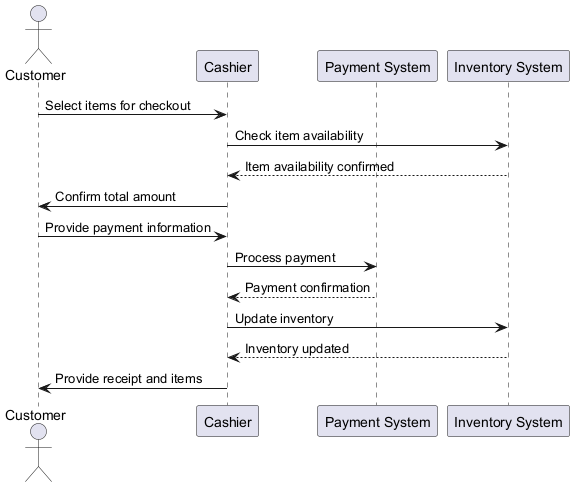 Customer
Cashier
Payment System
Inventory System
Select items for checkout
Check item availability
Item availability confirmed
Confirm total amount
Provide payment information
Process payment
Payment confirmation
Update inventory
Inventory updated
Provide receipt and items
Customer
Cashier
Payment System
Inventory System